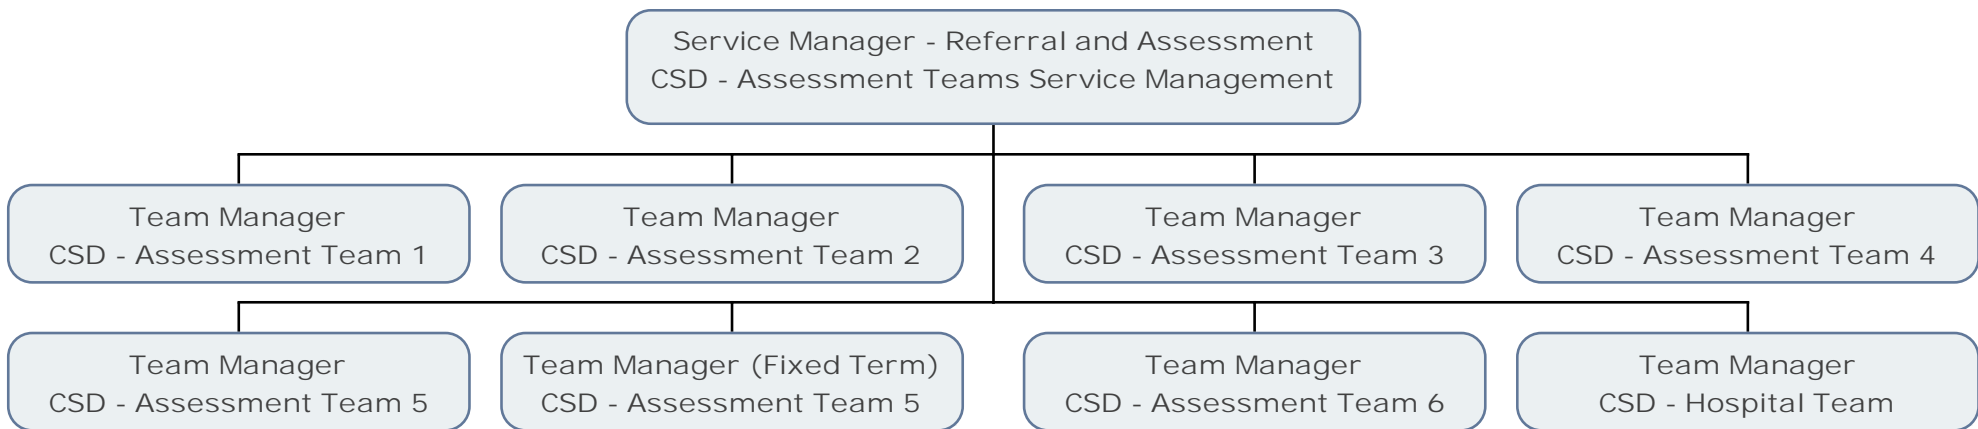 Service Manager - Referral and Assessment
CSD - Assessment Teams Service Management
Team Manager
CSD - Assessment Team 1
Team Manager
CSD - Assessment Team 2
Team Manager
CSD - Assessment Team 3
Team Manager
CSD - Assessment Team 4
Team Manager
CSD - Assessment Team 5
Team Manager (Fixed Term)
CSD - Assessment Team 5
Team Manager
CSD - Assessment Team 6
Team Manager
CSD - Hospital Team